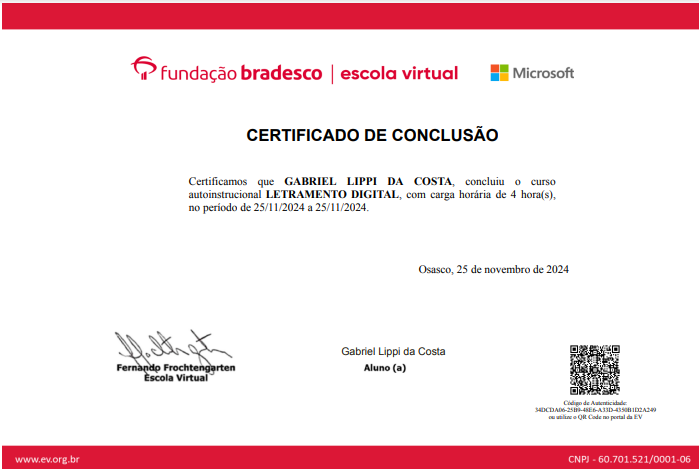 fundação bradesco | escola virtual
Microsoft
CERTIFICADO DE CONCLUSÃO
Certificamos que GABRIEL LIPPI DA COSTA, concluiu o curso
autoinstrucional LETRAMENTO DIGITAL, com carga horária de 4 hora(s),
no período de 25/11/2024 a 25/11/2024.
Osasco, 25 de novembro de 2024
Fernando Frochtengarten
Escola Virtual
Gabriel Lippi da Costa
Aluno (a)
Código de Autenticidade:
34DCDA06-25B9-48E6-A33D-4350B1D2A249
ou utilize o QR Code no portal da EV
www.ev.org.br
CNPJ - 60.701.521/0001-06